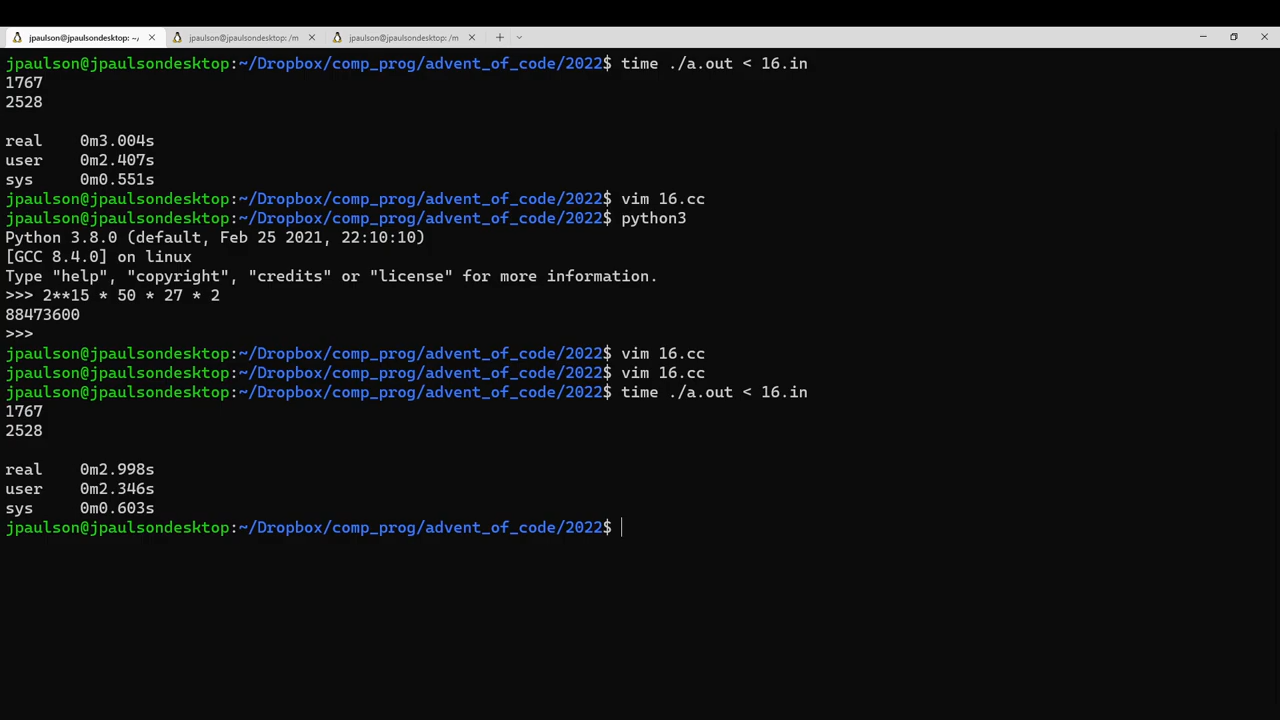 jpaulson@jpaulsondesktop: ~/ jpaulson@jpaulsondesktop: /m jpaulson@jpaulsondesktop: /m
jpaulson@jpaulsondesktop:~/Dropbox/comp_prog/advent_of_code/2022$ time ./a.out < 16.in
1767
2528
real    0m3.004s
user    0m2.407s
sys     0m0.551s
jpaulson@jpaulsondesktop:~/Dropbox/comp_prog/advent_of_code/2022$ vim 16.cc
jpaulson@jpaulsondesktop:~/Dropbox/comp_prog/advent_of_code/2022$ python3
Python 3.8.0 (default, Feb 25 2021, 22:10:10)
[GCC 8.4.0] on linux
Type "help", "copyright", "credits" or "license" for more information.
>>> 2**15 * 50 * 27 * 2
88473600
>>>
jpaulson@jpaulsondesktop:~/Dropbox/comp_prog/advent_of_code/2022$ vim 16.cc
jpaulson@jpaulsondesktop:~/Dropbox/comp_prog/advent_of_code/2022$ vim 16.cc
jpaulson@jpaulsondesktop:~/Dropbox/comp_prog/advent_of_code/2022$ time ./a.out < 16.in
1767
2528
real    0m2.998s
user    0m2.346s
sys     0m0.603s
jpaulson@jpaulsondesktop:~/Dropbox/comp_prog/advent_of_code/2022$